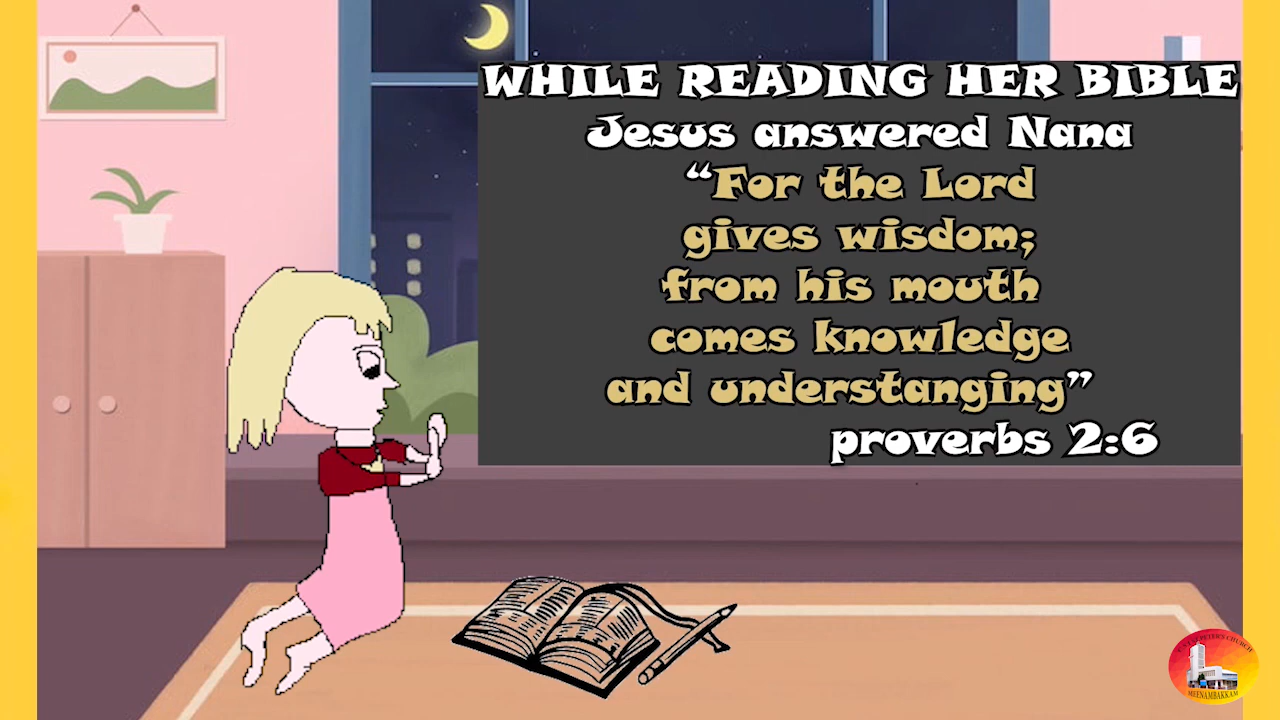 WHILE READING HER BIBLE
Jesus answered Nana
“For the Lord
gives wisdom;
from his mouth
comes knowledge
and understanging”
proverbs 2:6
MEENAMBAKKAM